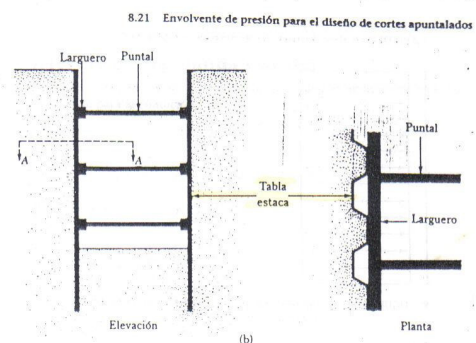 8.21 Envolvente de presión para el diseño de cortes apuntalados
Larguero Puntal
A A
Tabla
estaca
Elevación
Puntal
Larguero
Planta
(b)